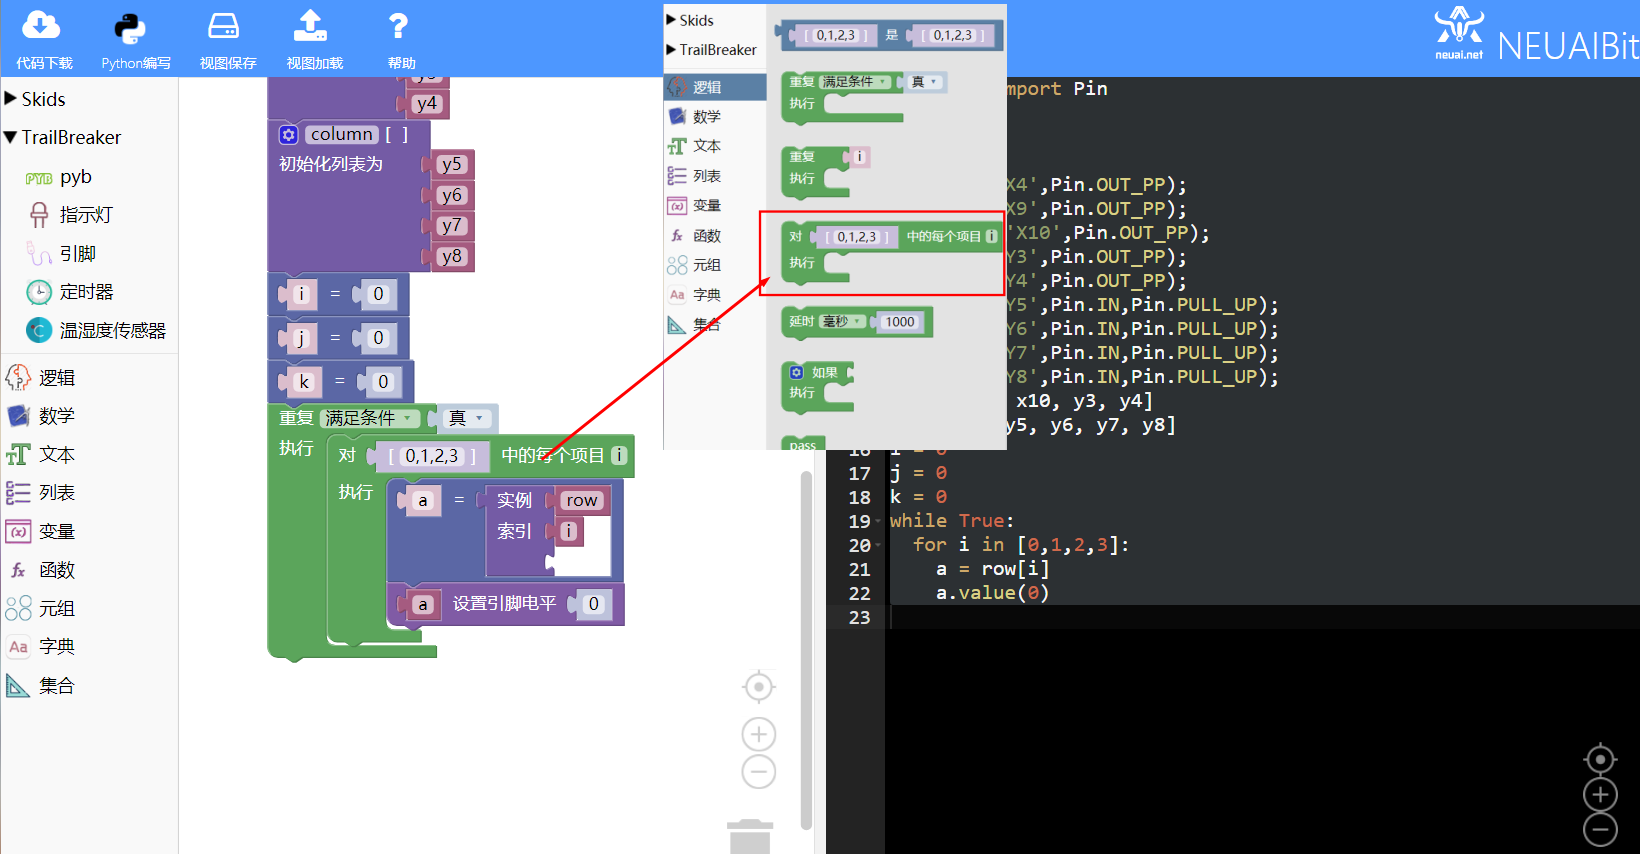 代码下载
Python编写
视图保存
视图加载
帮助
neuai.net
NEUAIBit
Skids
TrailBreaker
PYB pyb
指示灯
引脚
定时器
温湿度传感器
逻辑
数学
文本
列表
(x) 变量
fx 函数
元组
Aa 字典
集合
y4
column [ ]
初始化列表为
y5
y6
y7
y8
i = 0
j = 0
k = 0
重复 满足条件 真
执行
对 [ 0,1,2,3 ] 中的每个项目 i
执行
a = 实例 row
索引 i
a 设置引脚电平 0
Skids
TrailBreaker
逻辑
数学
文本
列表
(x) 变量
fx 函数
元组
Aa 字典
集合
[ 0,1,2,3 ] 是 [ 0,1,2,3 ]
重复 满足条件 真
执行
重复 i
执行
对 [ 0,1,2,3 ] 中的每个项目 i
执行
延时 毫秒 1000
如果
执行
pass
mport Pin
X4',Pin.OUT_PP);
X9',Pin.OUT_PP);
'X10',Pin.OUT_PP);
Y3',Pin.OUT_PP);
Y4',Pin.OUT_PP);
Y5',Pin.IN,Pin.PULL_UP);
Y6',Pin.IN,Pin.PULL_UP);
Y7',Pin.IN,Pin.PULL_UP);
Y8',Pin.IN,Pin.PULL_UP);
x10, y3, y4]
y5, y6, y7, y8]
16 i = 0
17 j = 0
18 k = 0
19 while True:
20 for i in [0,1,2,3]:
21 a = row[i]
22 a.value(0)
23